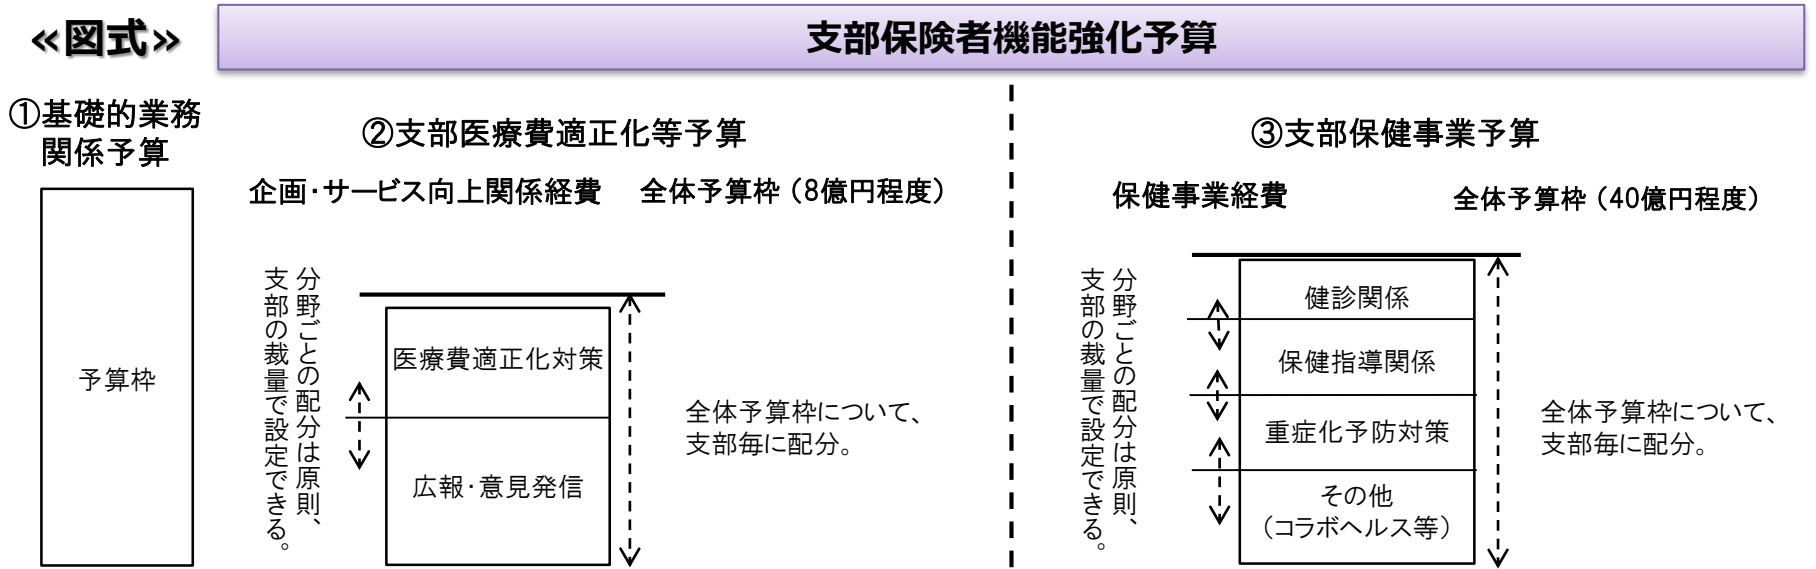 ≪図式≫
支部保険者機能強化予算
①基礎的業務
関係予算
予算枠
②支部医療費適正化等予算
企画・サービス向上関係経費
全体予算枠（8億円程度）
分野ごとの配分は原則、
支部の裁量で設定できる。
医療費適正化対策
広報・意見発信
全体予算枠について、
支部毎に配分。
③支部保健事業予算
保健事業経費
全体予算枠（40億円程度）
分野ごとの配分は原則、
支部の裁量で設定できる。
健診関係
保健指導関係
重症化予防対策
その他
（コラボヘルス等）
全体予算枠について、
支部毎に配分。